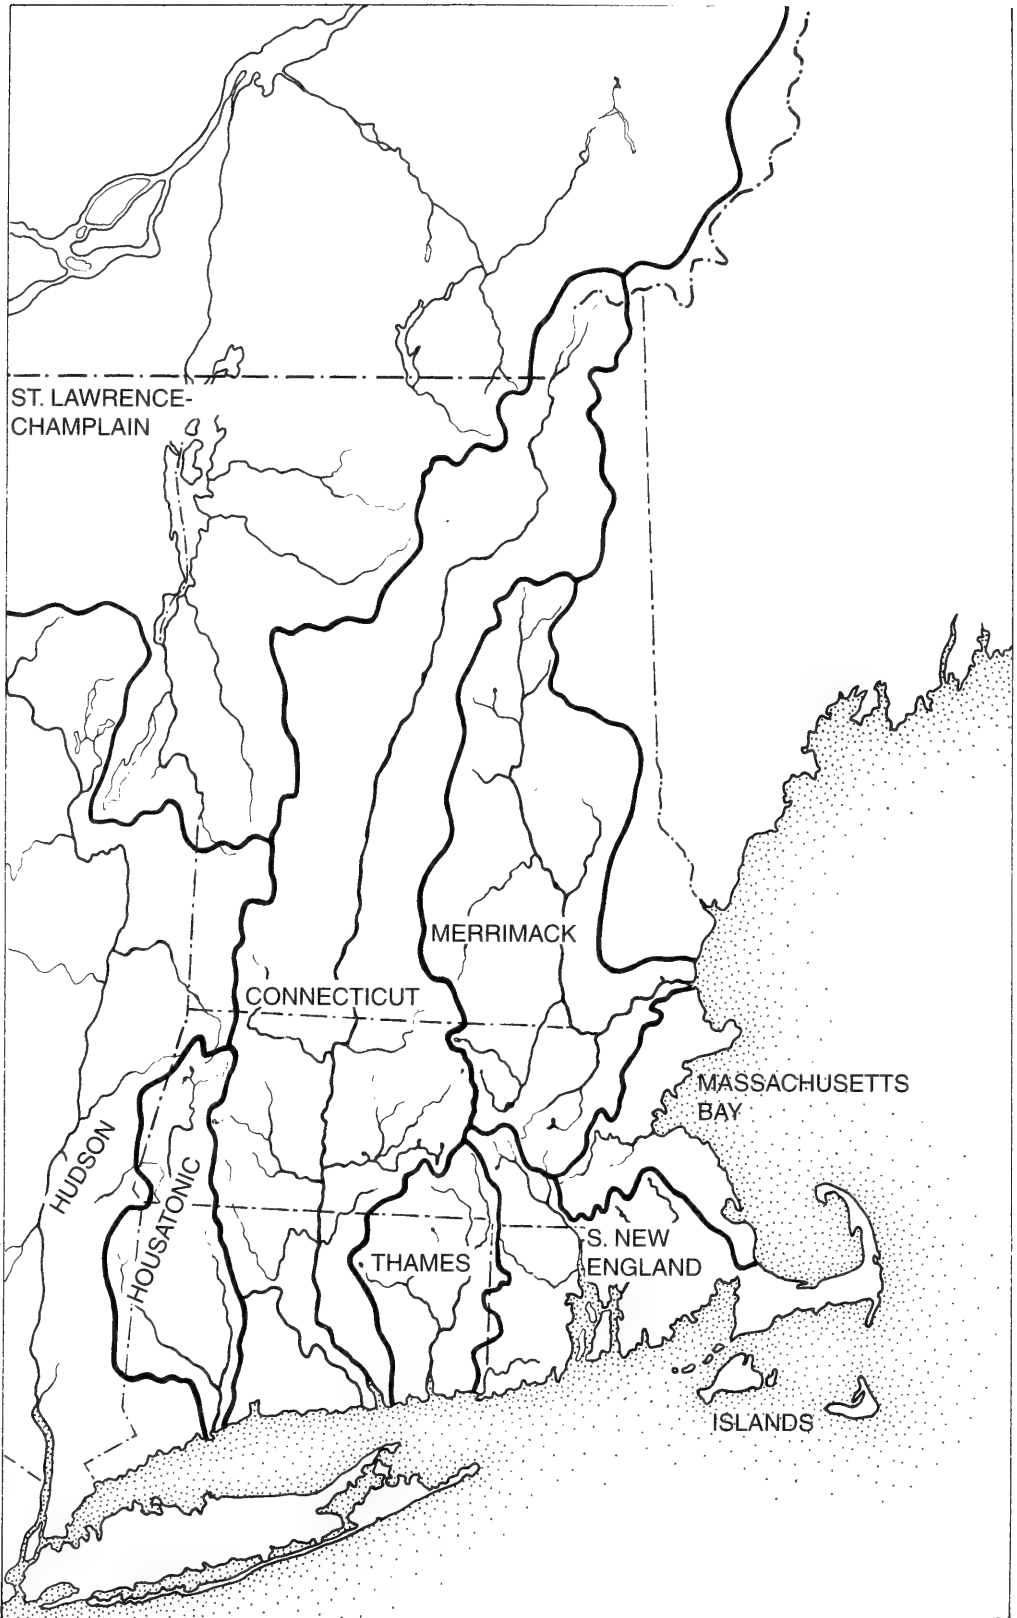 ST. LAWRENCE-
CHAMPLAIN
MERRIMACK
CONNECTICUT
MASSACHUSETTS
BAY
HUDSON
HOUSATONIC
THAMES
S. NEW
ENGLAND
ISLANDS